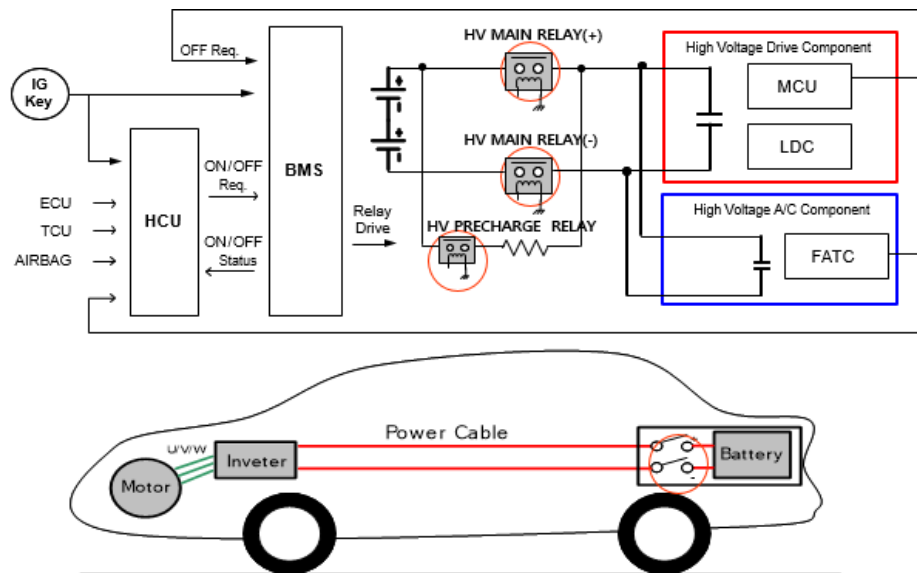 HV MAIN RELAY(+)
OFF Req.
High Voltage Drive Component
IG
Key
MCU
+
-
+
-
HV MAIN RELAY(-)
LDC
ON/OFF
Req.
BMS
ECU
HCU
TCU
AIRBAG
ON/OFF
Status
Relay
Drive
HV PRECHARGE RELAY
High Voltage A/C Component
FATC
Power Cable
U/V/W
Inveter
Motor
+
Battery
-